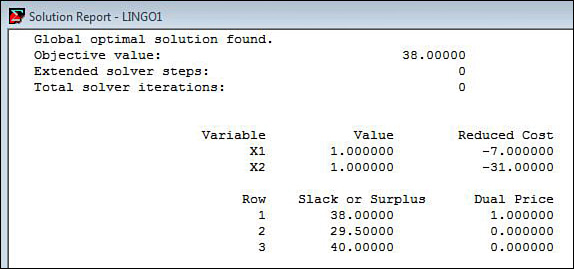 Solution Report - LINGO1
Global optimal solution found.
Objective value: 38.00000
Extended solver steps: 0
Total solver iterations: 0
Variable Value Reduced Cost
X1 1.000000 -7.000000
X2 1.000000 -31.00000
Row Slack or Surplus Dual Price
1 38.00000 1.000000
2 29.50000 0.000000
3 40.00000 0.000000